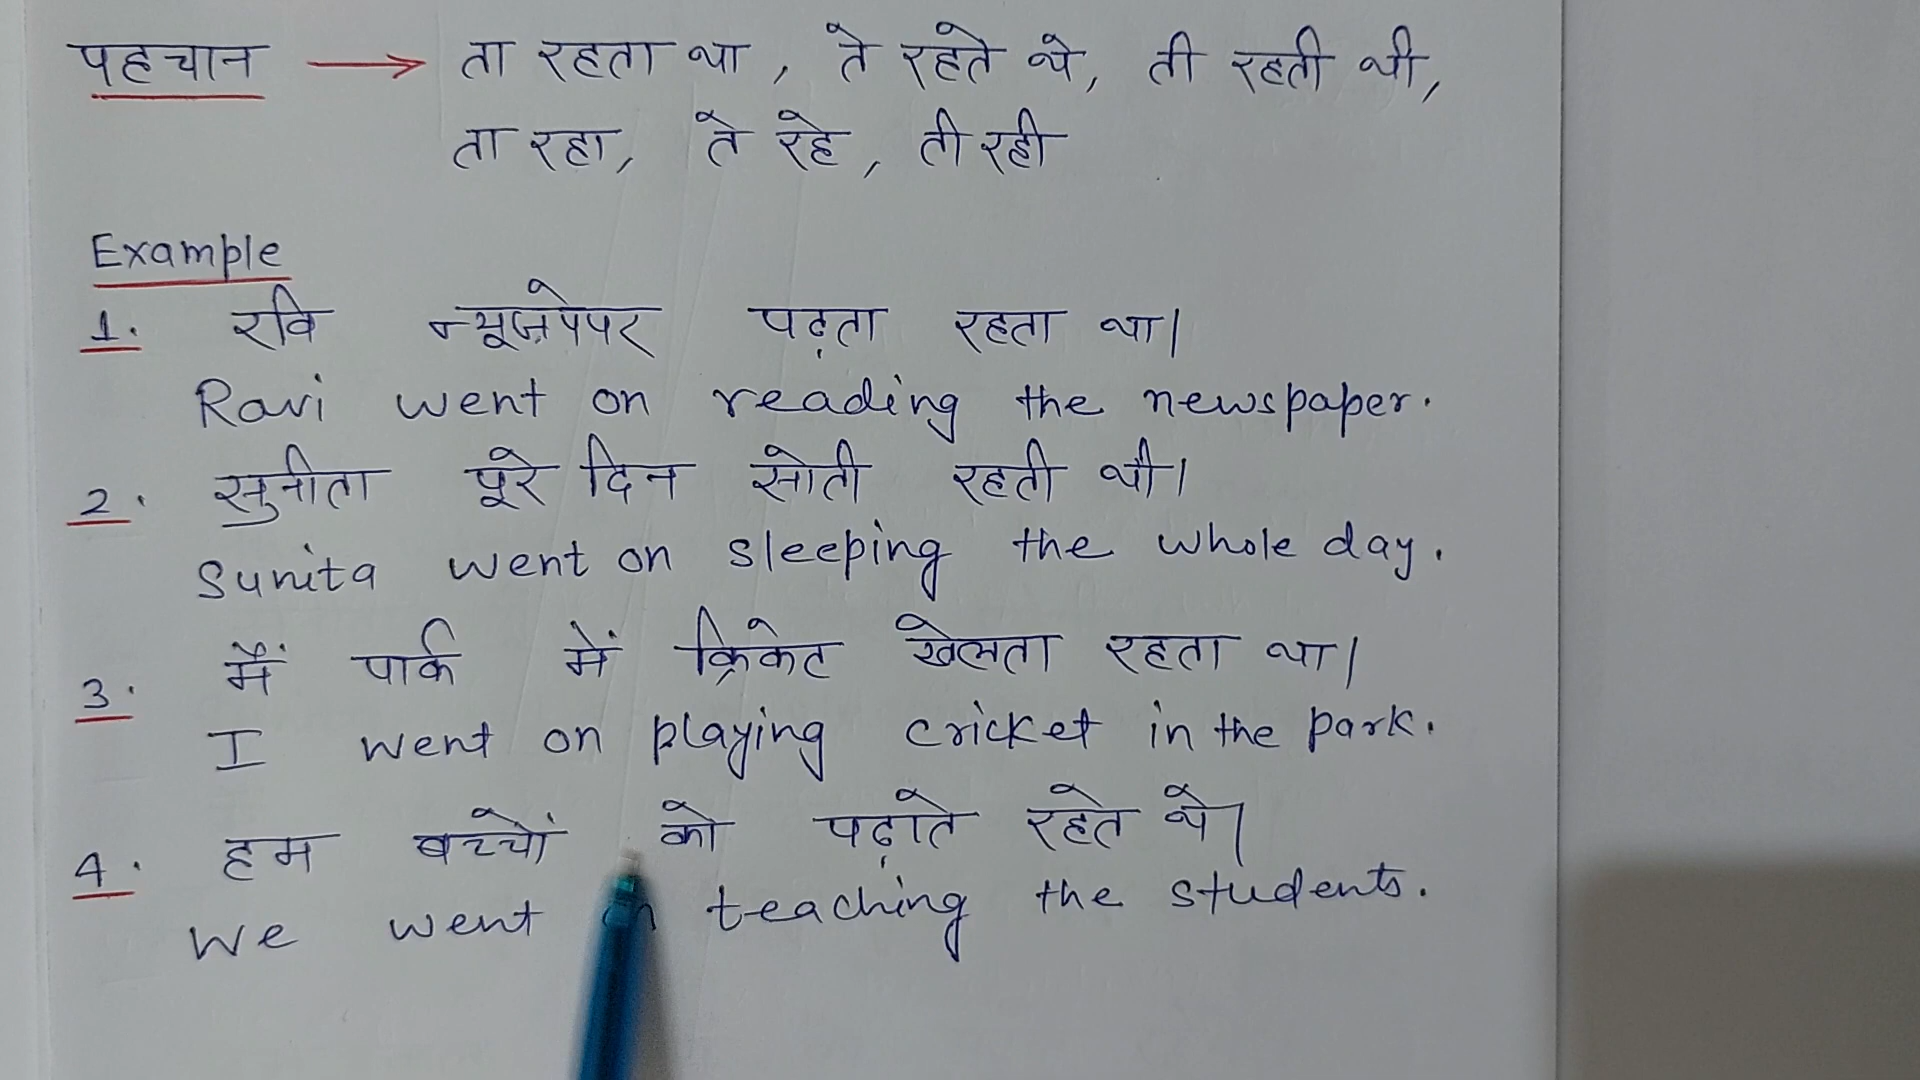 पहचान → ता रहता था, ते रहते थे, ती रहती थी,
ता रहा, ते रहे, ती रही
Example
1. रवि न्यूज़पेपर पढ़ता रहता था।
Ravi went on reading the newspaper.
2. सुनीता पूरे दिन सोती रहती थी।
Sunita went on sleeping the whole day.
3. मैं पार्क में क्रिकेट खेलता रहता था।
I went on playing cricket in the park.
4. हम बच्चों को पढ़ाते रहते थे।
We went teaching the students.